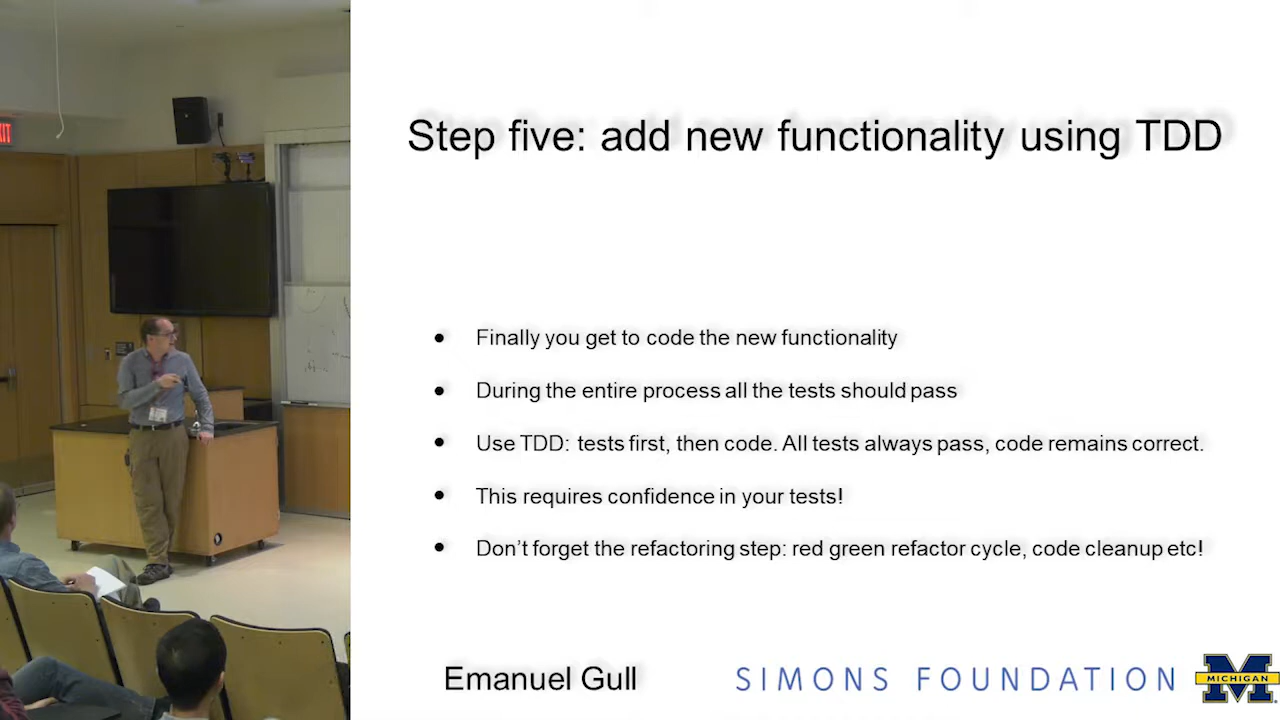 Step five: add new functionality using TDD
Finally you get to code the new functionality
During the entire process all the tests should pass
Use TDD: tests first, then code. All tests always pass, code remains correct.
This requires confidence in your tests!
Don’t forget the refactoring step: red green refactor cycle, code cleanup etc!
Emanuel Gull
SIMONS FOUNDATION
MICHIGAN